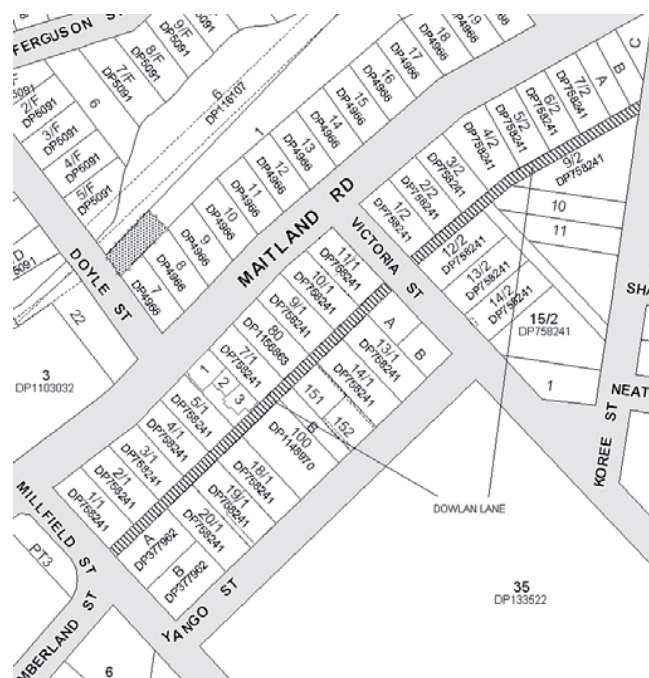 FERGUSON ST
9/F
DP5091
8/F
DP5091
7/F
DP5091
6
5091
2/F
DP5091
3/F
DP5091
4/F
DP5091
5/F
DP5091
6
DP116107
1
19
DP4966
18
DP4966
17
DP4966
16
DP4966
15
DP4966
14
DP4966
13
DP4966
12
DP4966
11
DP4966
10
DP4966
9
DP4966
8
DP4966
7
DP4966
MAITLAND RD
DOYLE ST
D
5091
22
3
DP1103032
C
B
A
7/2
DP758241
6/2
DP758241
5/2
DP758241
4/2
DP758241
3/2
DP758241
2/2
DP758241
1/2
DP758241
9/2
DP758241
10
11
12/2
DP758241
13/2
DP758241
14/2
DP758241
15/2
DP758241
1
VICTORIA ST
11/1
DP758241
10/1
DP758241
9/1
DP758241
80
DP1156863
7/1
DP758241
1
2
3
5/1
DP758241
4/1
DP758241
3/1
DP758241
2/1
DP758241
1/1
DP758241
A
B
13/1
DP758241
14/1
DP758241
151
152
B
100
DP1148970
18/1
DP758241
19/1
DP758241
20/1
DP758241
A
DP377962
B
DP377962
DOWLAN LANE
SHA
NEAT
KOREE ST
MILLFIELD ST
PT3
MBERLAND ST
YANGO ST
35
DP133522
6